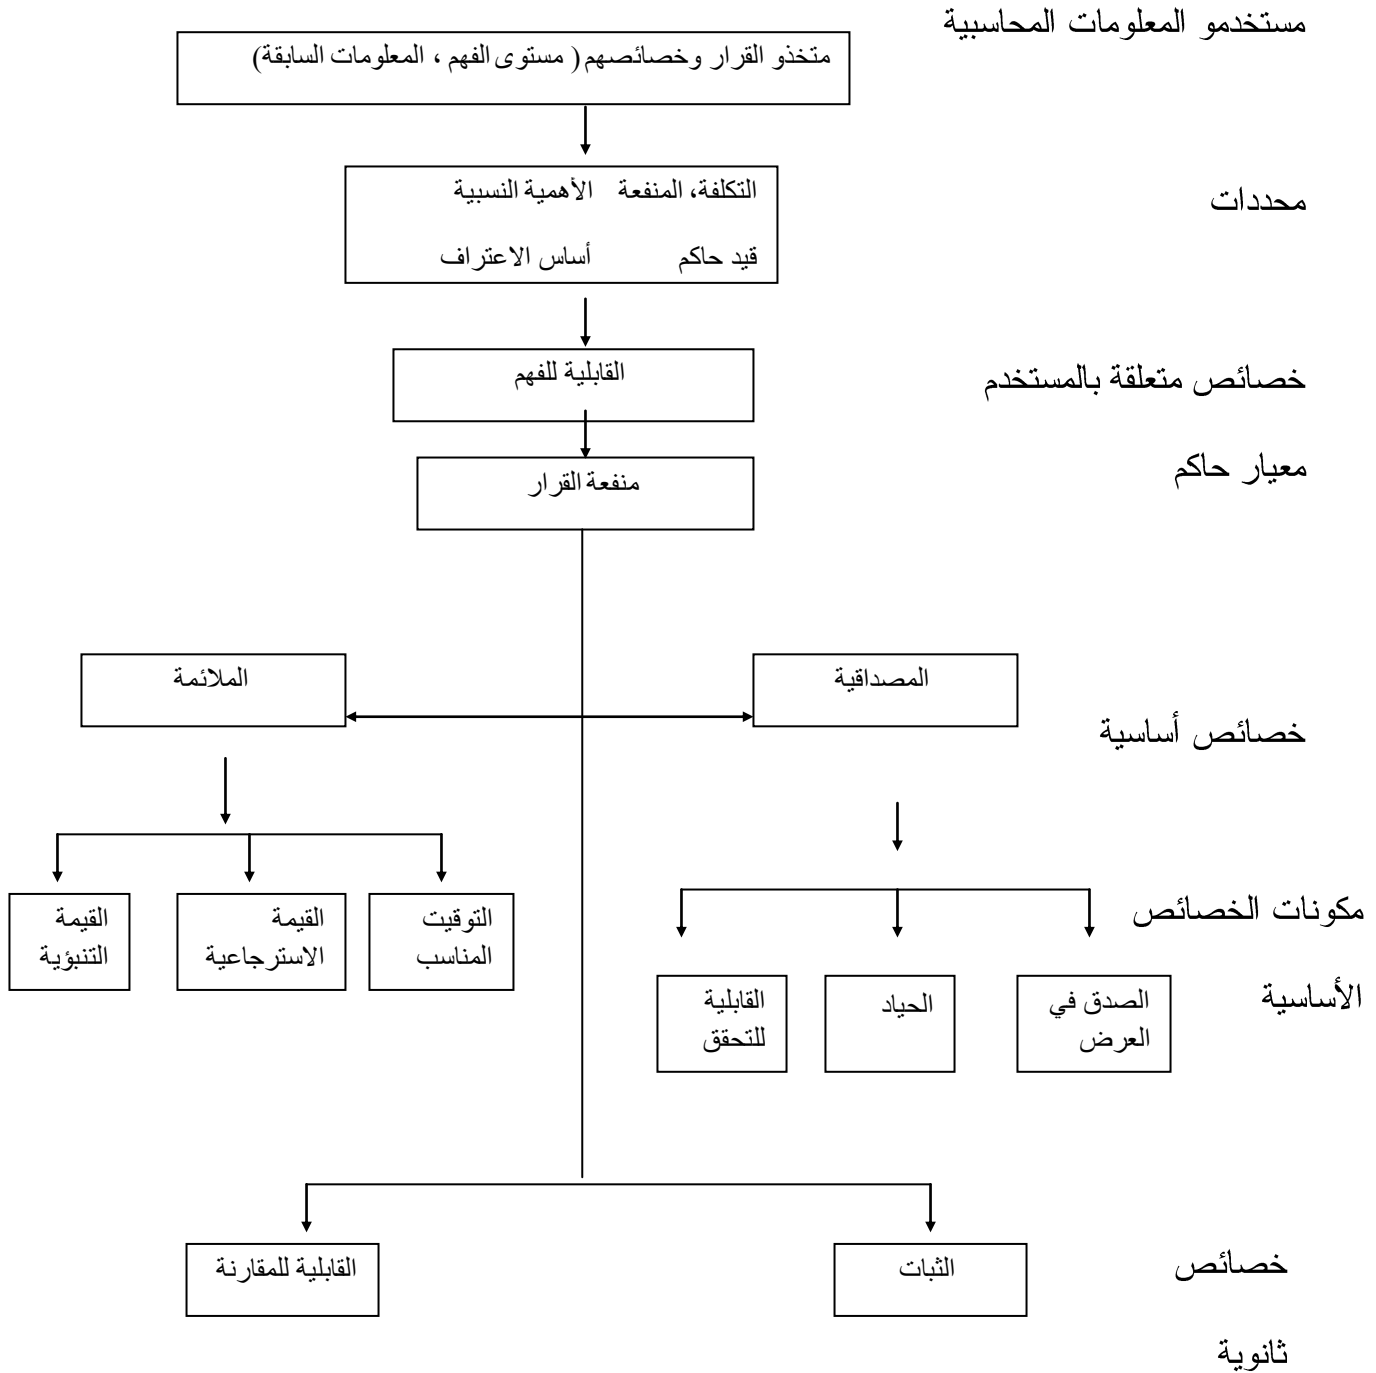 مستخدمو المعلومات المحاسبية
متخذو القرار وخصائصهم ( مستوى الفهم ، المعلومات السابقة)
محددات
التكلفة، المنفعة الأهمية النسبية
قيد حاكم أساس الاعتراف
خصائص متعلقة بالمستخدم
القابلية للفهم
معيار حاكم
منفعة القرار
خصائص أساسية
المصداقية
الملائمة
مكونات الخصائص
الأساسية
الصدق في
العرض
الحياد
القابلية
للتحقق
التوقيت
المناسب
القيمة
الاسترجاعية
القيمة
التنبؤية
خصائص
ثانوية
الثبات
القابلية للمقارنة